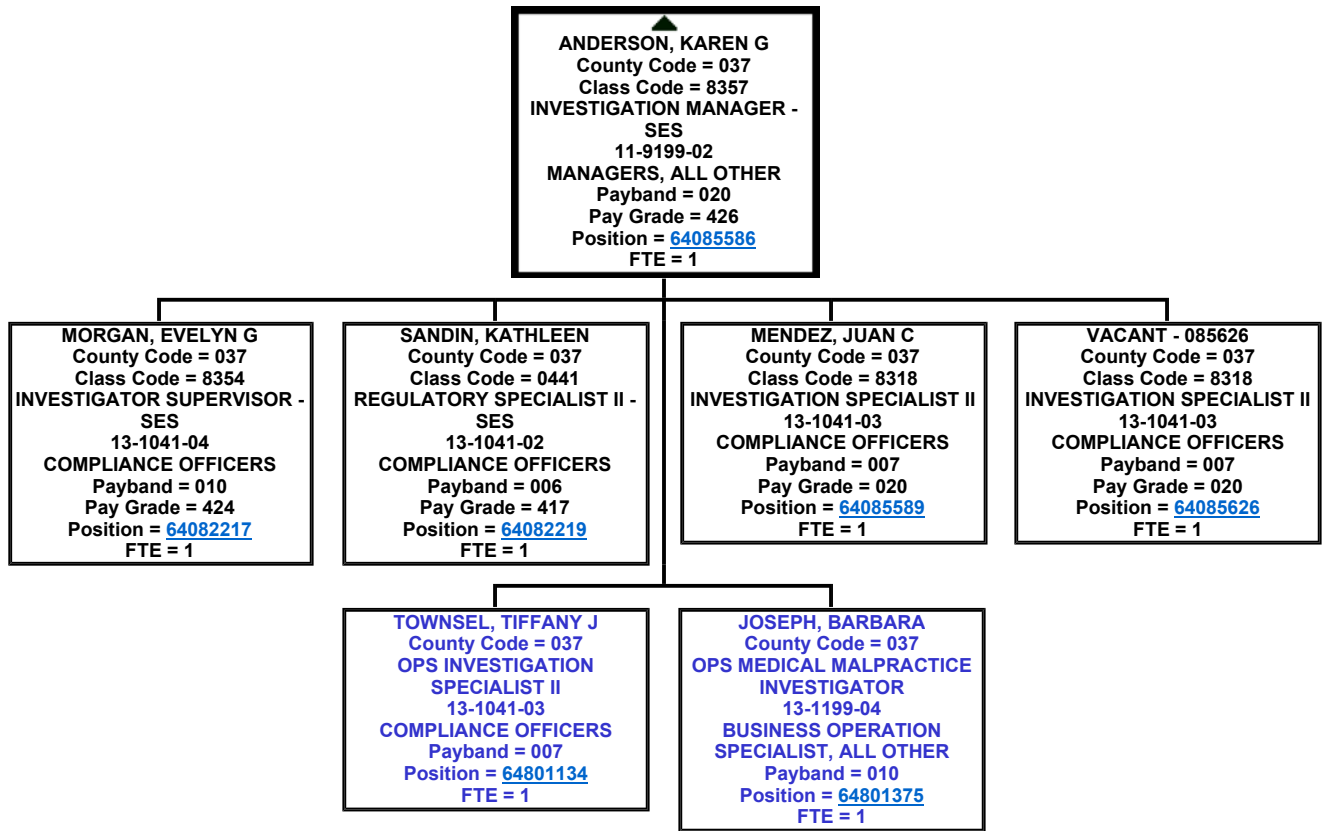 ANDERSON, KAREN G
County Code = 037
Class Code = 8357
INVESTIGATION MANAGER -
SES
11-9199-02
MANAGERS, ALL OTHER
Payband = 020
Pay Grade = 426
Position = 64085586
FTE = 1
MORGAN, EVELYN G
County Code = 037
Class Code = 8354
INVESTIGATOR SUPERVISOR -
SES
13-1041-04
COMPLIANCE OFFICERS
Payband = 010
Pay Grade = 424
Position = 64082217
FTE = 1
SANDIN, KATHLEEN
County Code = 037
Class Code = 0441
REGULATORY SPECIALIST II -
SES
13-1041-02
COMPLIANCE OFFICERS
Payband = 006
Pay Grade = 417
Position = 64082219
FTE = 1
MENDEZ, JUAN C
County Code = 037
Class Code = 8318
INVESTIGATION SPECIALIST II
13-1041-03
COMPLIANCE OFFICERS
Payband = 007
Pay Grade = 020
Position = 64085589
FTE = 1
VACANT - 085626
County Code = 037
Class Code = 8318
INVESTIGATION SPECIALIST II
13-1041-03
COMPLIANCE OFFICERS
Payband = 007
Pay Grade = 020
Position = 64085626
FTE = 1
TOWNSEL, TIFFANY J
County Code = 037
OPS INVESTIGATION
SPECIALIST II
13-1041-03
COMPLIANCE OFFICERS
Payband = 007
Position = 64801134
FTE = 1
JOSEPH, BARBARA
County Code = 037
OPS MEDICAL MALPRACTICE
INVESTIGATOR
13-1199-04
BUSINESS OPERATION
SPECIALIST, ALL OTHER
Payband = 010
Position = 64801375
FTE = 1